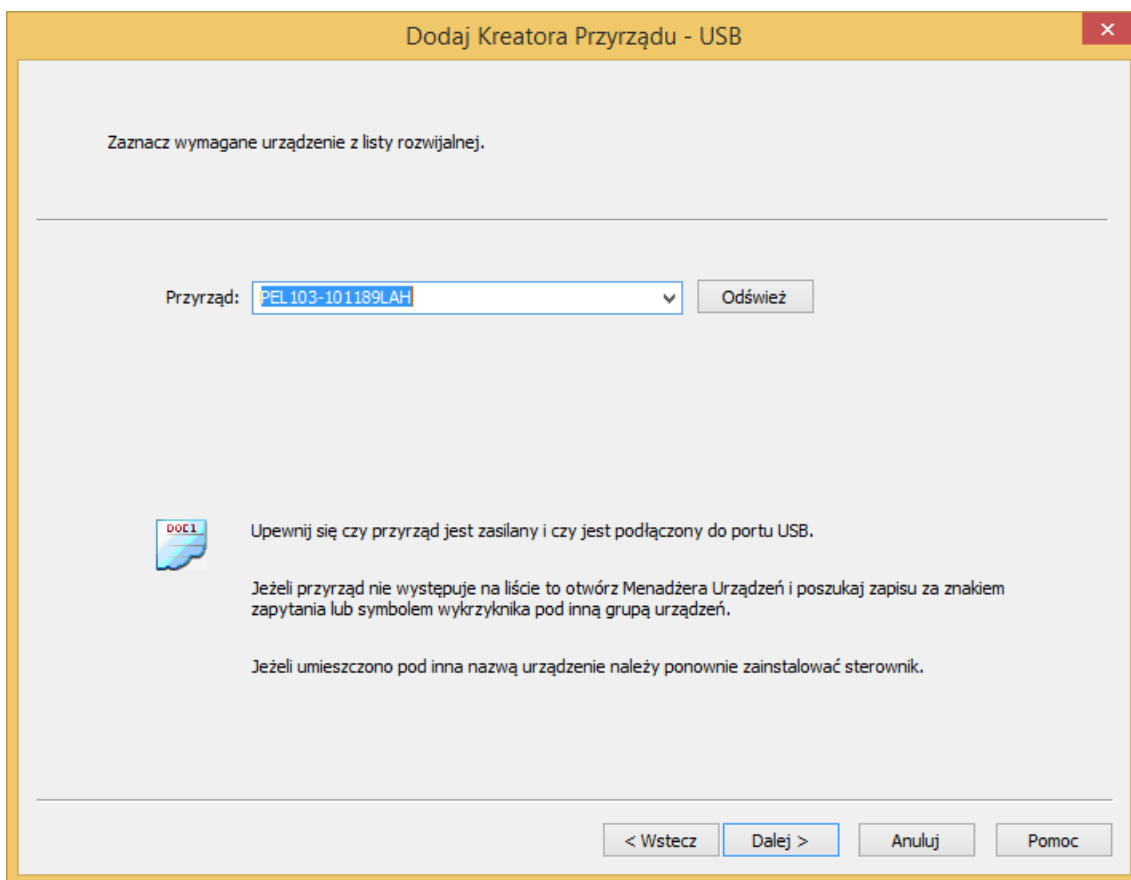 Dodaj Kreatora Przyrządu - USB
Zaznacz wymagane urządzenie z listy rozwijalnej.
Przyrząd: PEL103-101189LAH Odśwież
DOE1
Upewnij się czy przyrząd jest zasilany i czy jest podłączony do portu USB.
Jeżeli przyrząd nie występuje na liście to otwórz Menadżera Urządzeń i poszukaj zapisu za znakiem
zapytania lub symbolem wykrzyknika pod inną grupą urządzeń.
Jeżeli umieszczono pod inna nazwą urządzenie należy ponownie zainstalować sterownik.
< Wstecz Dalej > Anuluj Pomoc